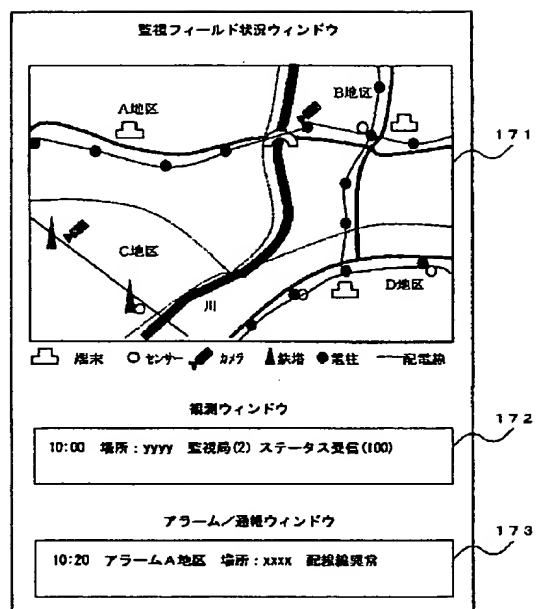 監視フィールド状況ウィンドウ
A地区
B地区
171
C地区
D地区
川
端末 センサー カメラ 鉄塔 電柱 配電線
観測ウィンドウ
172
10:00 場所:yyyy 監視局(2) ステータス受信(100)
アラーム/通報ウィンドウ
173
10:20 アラームA地区 場所:xxxx 配線線異常